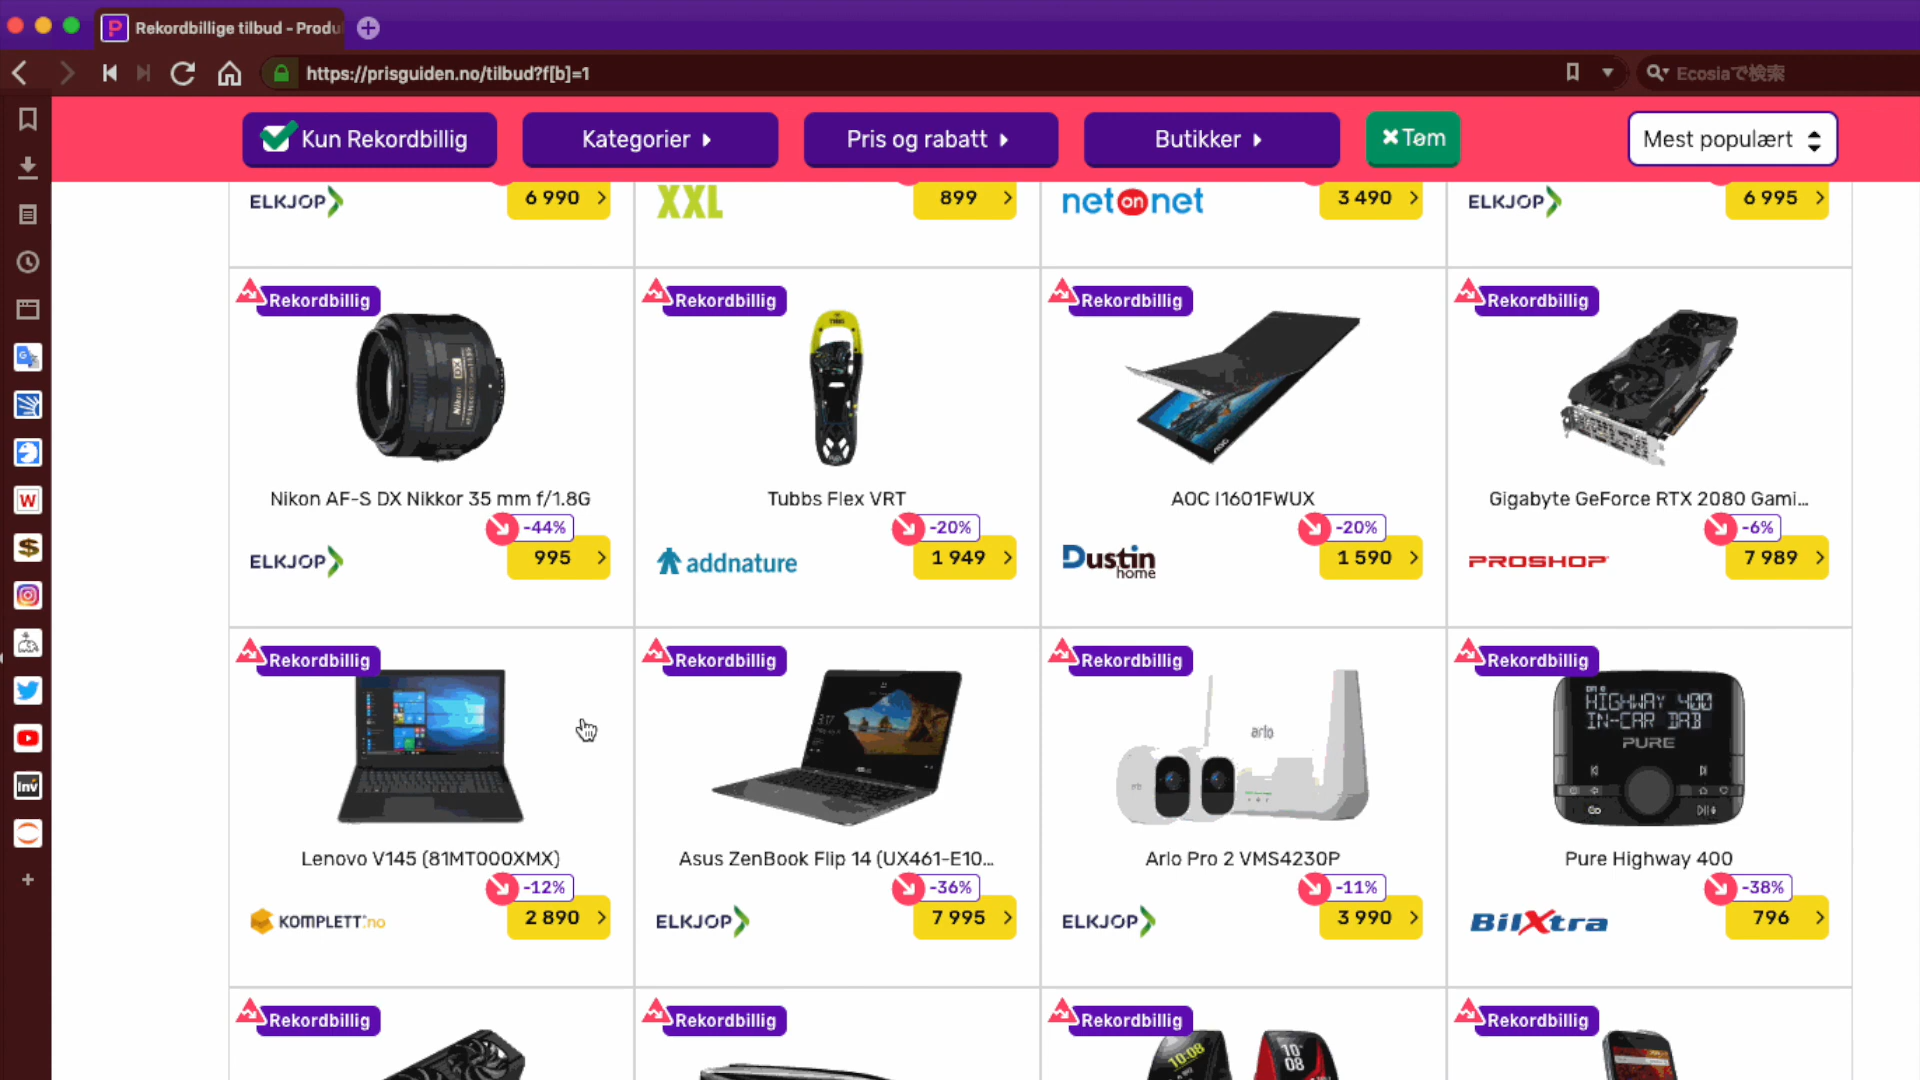 Rekordbillige tilbud - Produ
https://prisguiden.no/tilbud?f[b]=1
Ecosiaで検索
Kun Rekordbillig
Kategorier
Pris og rabatt
Butikker
Tøm
Mest populært
ELKJOP
6 990
XXL
899
net on net
3 490
ELKJOP
6 995
Rekordbillig
Rekordbillig
Rekordbillig
Rekordbillig
Nikon AF-S DX Nikkor 35 mm f/1.8G
Tubbs Flex VRT
AOC I1601FWUX
Gigabyte GeForce RTX 2080 Gami...
-44%
-20%
-20%
-6%
ELKJOP
995
addnature
1 949
Dustin
home
1 590
PROSHOP
7 989
Rekordbillig
Rekordbillig
Rekordbillig
Rekordbillig
arlo
HIGHWAY 400
IN-CAR DAB
PURE
Go
Lenovo V145 (81MT000XMX)
Asus ZenBook Flip 14 (UX461-E10...
Arlo Pro 2 VMS4230P
Pure Highway 400
-12%
-36%
-11%
-38%
KOMPLETT.no
2 890
ELKJOP
7 995
ELKJOP
3 990
BilXtra
796
Rekordbillig
Rekordbillig
Rekordbillig
Rekordbillig
10:08
10
08